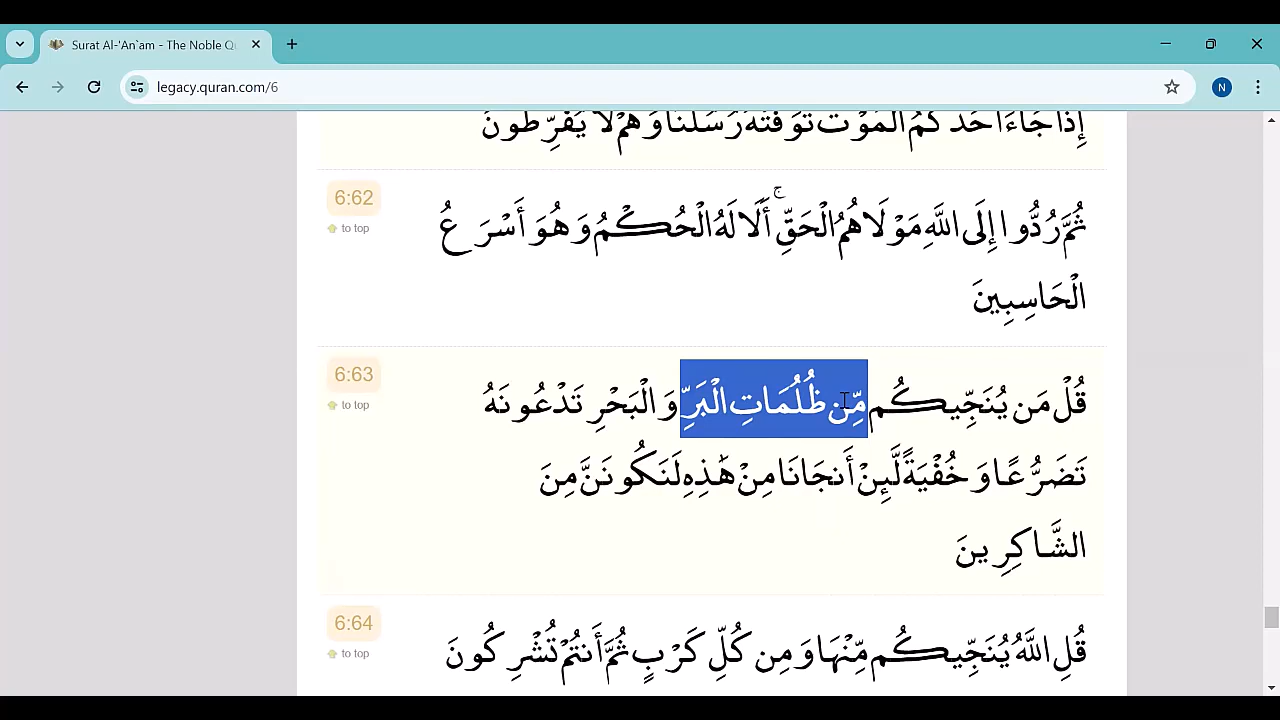 Surat Al-'An`am - The Noble Q
legacy.quran.com/6
N
إِذَا جَاءَ أَحَدَكُمُ الْمَوْتُ تَوَفَّتْهُ رُسُلُنَا وَهُمْ لَا يُفَرِّطُونَ
6:62
to top
ثُمَّ رُدُّوا إِلَى اللَّهِ مَوْلَاهُمُ الْحَقِّ ۚ أَلَا لَهُ الْحُكْمُ وَهُوَ أَسْرَعُ
الْحَاسِبِينَ
6:63
to top
قُلْ مَن يُنَجِّيكُم مِّن ظُلُمَاتِ الْبَرِّ وَالْبَحْرِ تَدْعُونَهُ
تَضَرُّعًا وَخُفْيَةً لَّئِنْ أَنجَانَا مِنْ هَٰذِهِ لَنَكُونَنَّ مِنَ
الشَّاكِرِينَ
6:64
to top
قُلِ اللَّهُ يُنَجِّيكُم مِّنْهَا وَمِن كُلِّ كَرْبٍ ثُمَّ أَنتُمْ تُشْرِكُونَ